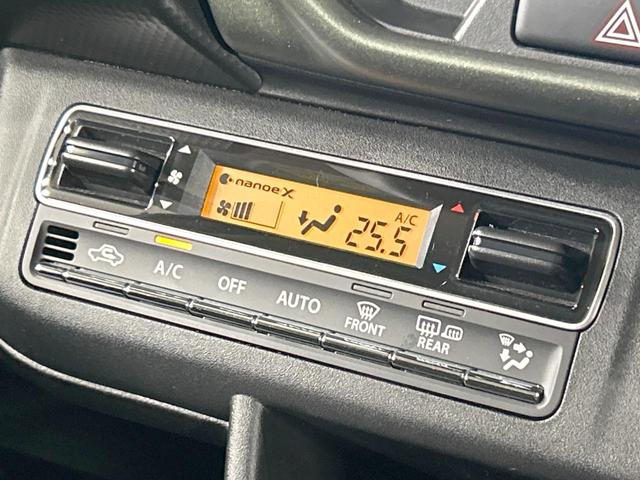 nanoe X
A/C
25.5
A/C
OFF
AUTO
FRONT
REAR